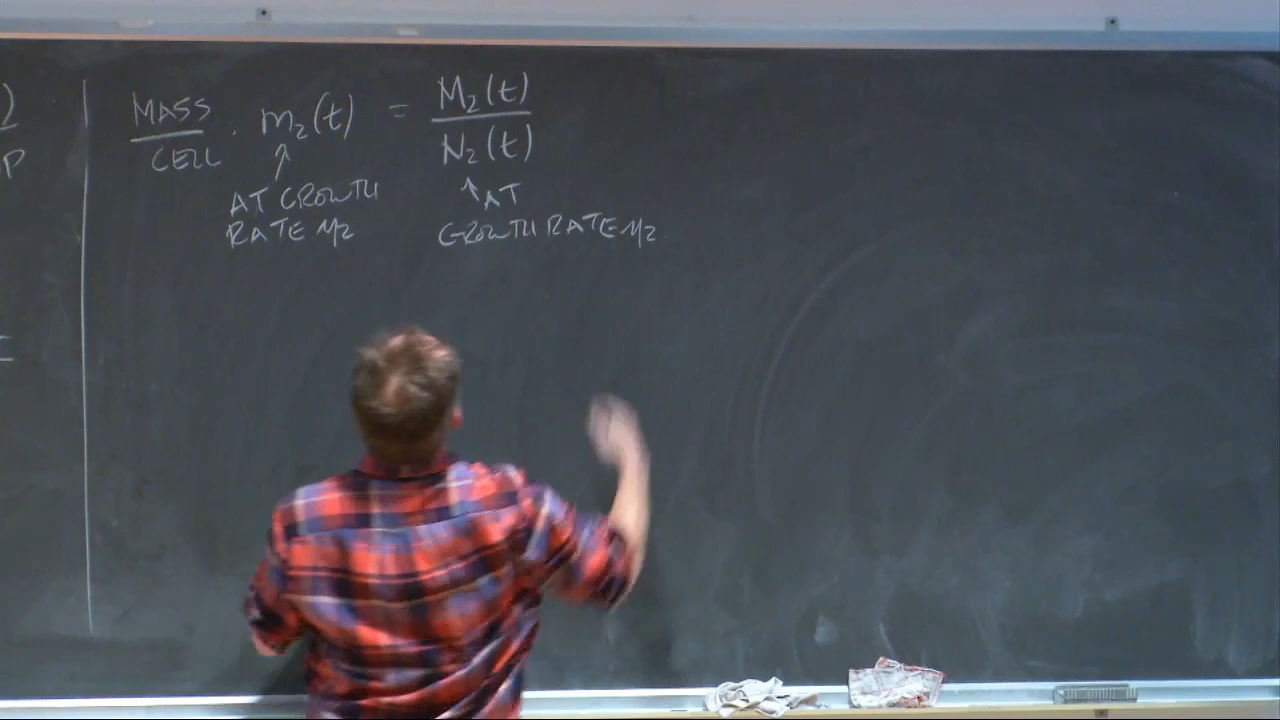 )
P
MASS / CELL · m₂(t) = M₂(t) / N₂(t)
↑ AT GROWTH RATE μ₂
↑ AT GROWTH RATE μ₂